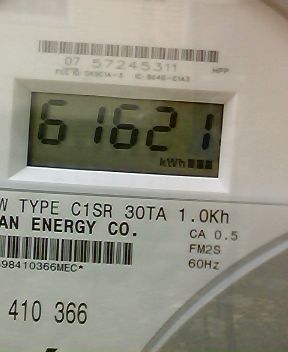 07 57245311
61621
kWh
TYPE C1SR 30TA 1.0Kh
AN ENERGY CO.
CA 0.5
FM2S
60Hz
98410366MEC*
410 366